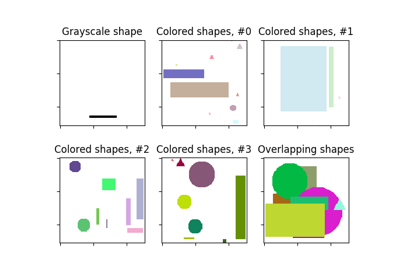 Grayscale shape
Colored shapes, #0
Colored shapes, #1
Colored shapes, #2
Colored shapes, #3
Overlapping shapes